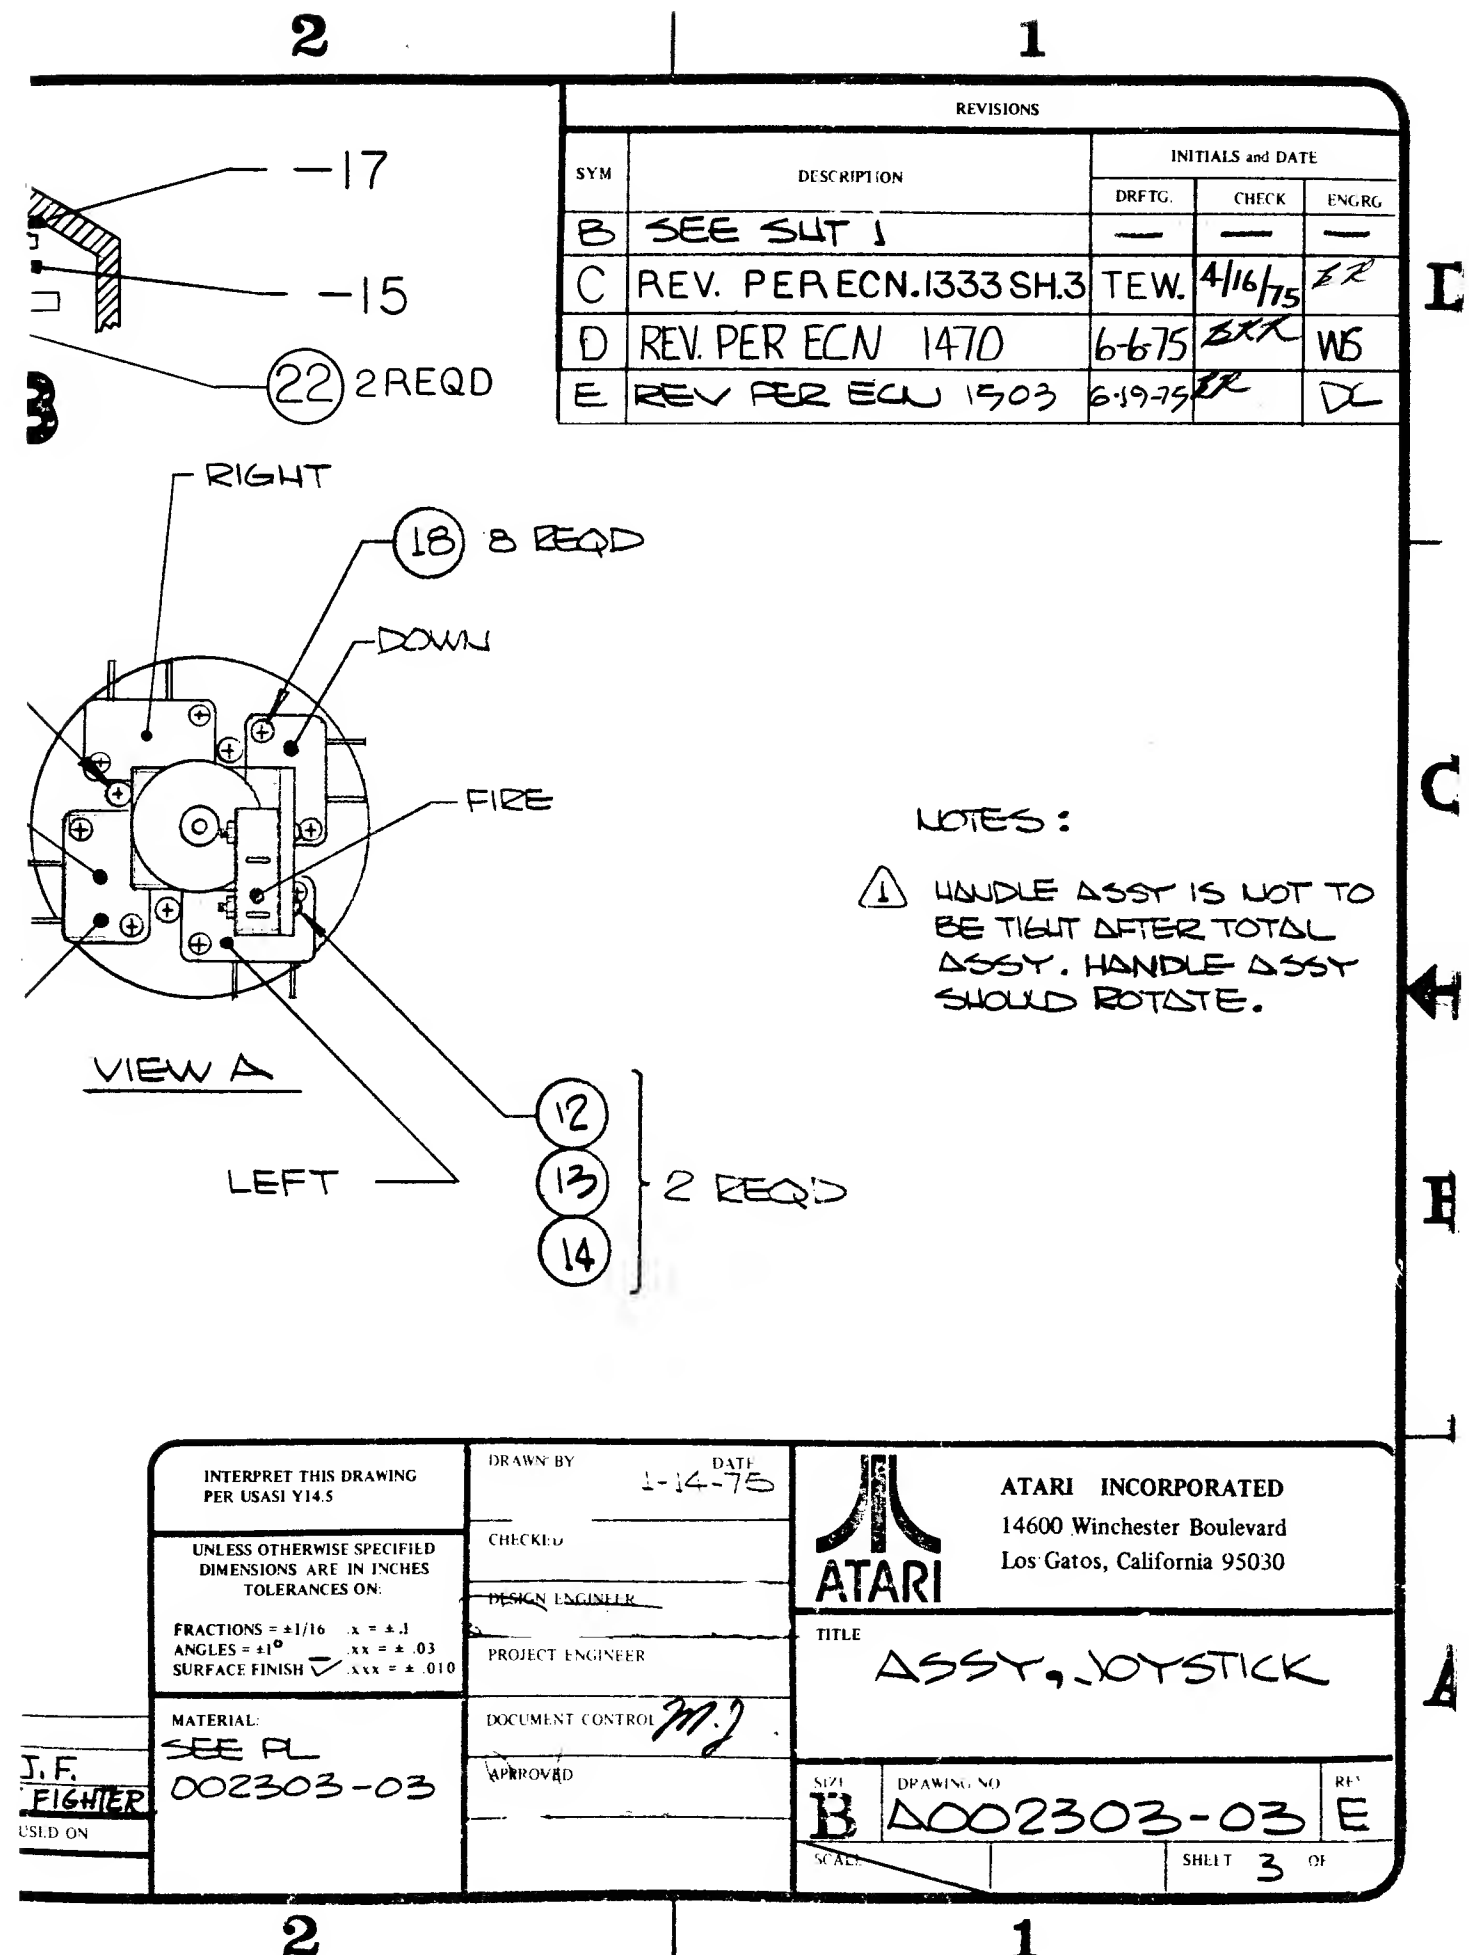 2 1
REVISIONS
SYM DESCRIPTION INITIALS and DATE
DRFTG. CHECK ENGRG
B SEE SHT 1 — — —
C REV. PER ECN.1333 SH.3 TEW. 4/16/75
D REV. PER ECN 1470 6-6-75 WS
E REV PER ECN 1503 6-19-75 DC
-17
-15
22 2 REQD
D
RIGHT
18 8 REQD
DOWN
FIRE
C
NOTES:
1 HANDLE ASSY IS NOT TO
BE TIGHT AFTER TOTAL
ASSY. HANDLE ASSY
SHOULD ROTATE.
VIEW A
12
13
14
2 REQD
LEFT
B
INTERPRET THIS DRAWING
PER USASI Y14.5
UNLESS OTHERWISE SPECIFIED
DIMENSIONS ARE IN INCHES
TOLERANCES ON:
FRACTIONS = ±1/16 .x = ±.1
ANGLES = ±1° .xx = ± .03
SURFACE FINISH .xxx = ± .010
MATERIAL:
SEE PL
002303-03
J.F.
FIGHTER
USED ON
DRAWN BY DATE
1-14-75
CHECKED
DESIGN ENGINEER
PROJECT ENGINEER
DOCUMENT CONTROL M.J.
APPROVED
ATARI
ATARI INCORPORATED
14600 Winchester Boulevard
Los Gatos, California 95030
TITLE
ASSY, JOYSTICK
A
SIZE DRAWING NO REV
B A002303-03 E
SCALE SHEET 3 OF
2 1